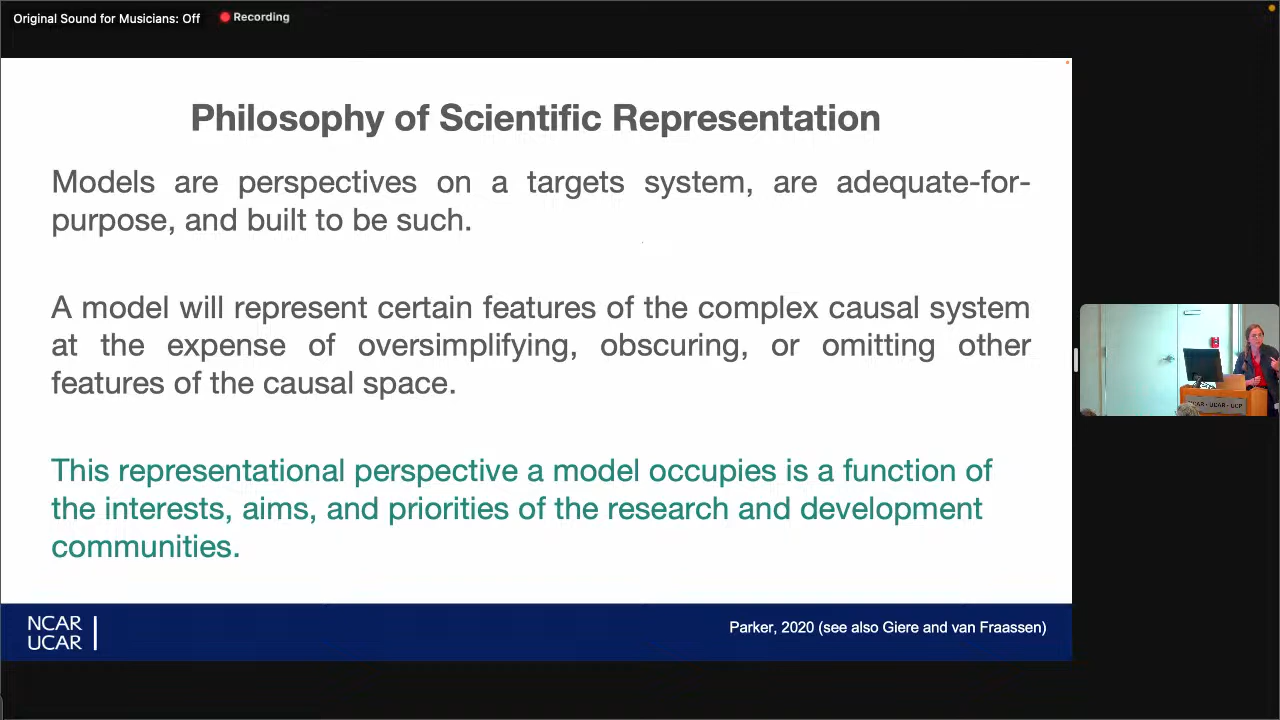 Original Sound for Musicians: Off
Recording
Philosophy of Scientific Representation
Models are perspectives on a targets system, are adequate-for-
purpose, and built to be such.
A model will represent certain features of the complex causal system
at the expense of oversimplifying, obscuring, or omitting other
features of the causal space.
This representational perspective a model occupies is a function of
the interests, aims, and priorities of the research and development
communities.
NCAR
UCAR
Parker, 2020 (see also Giere and van Fraassen)
NCAR - UCAR - UCP